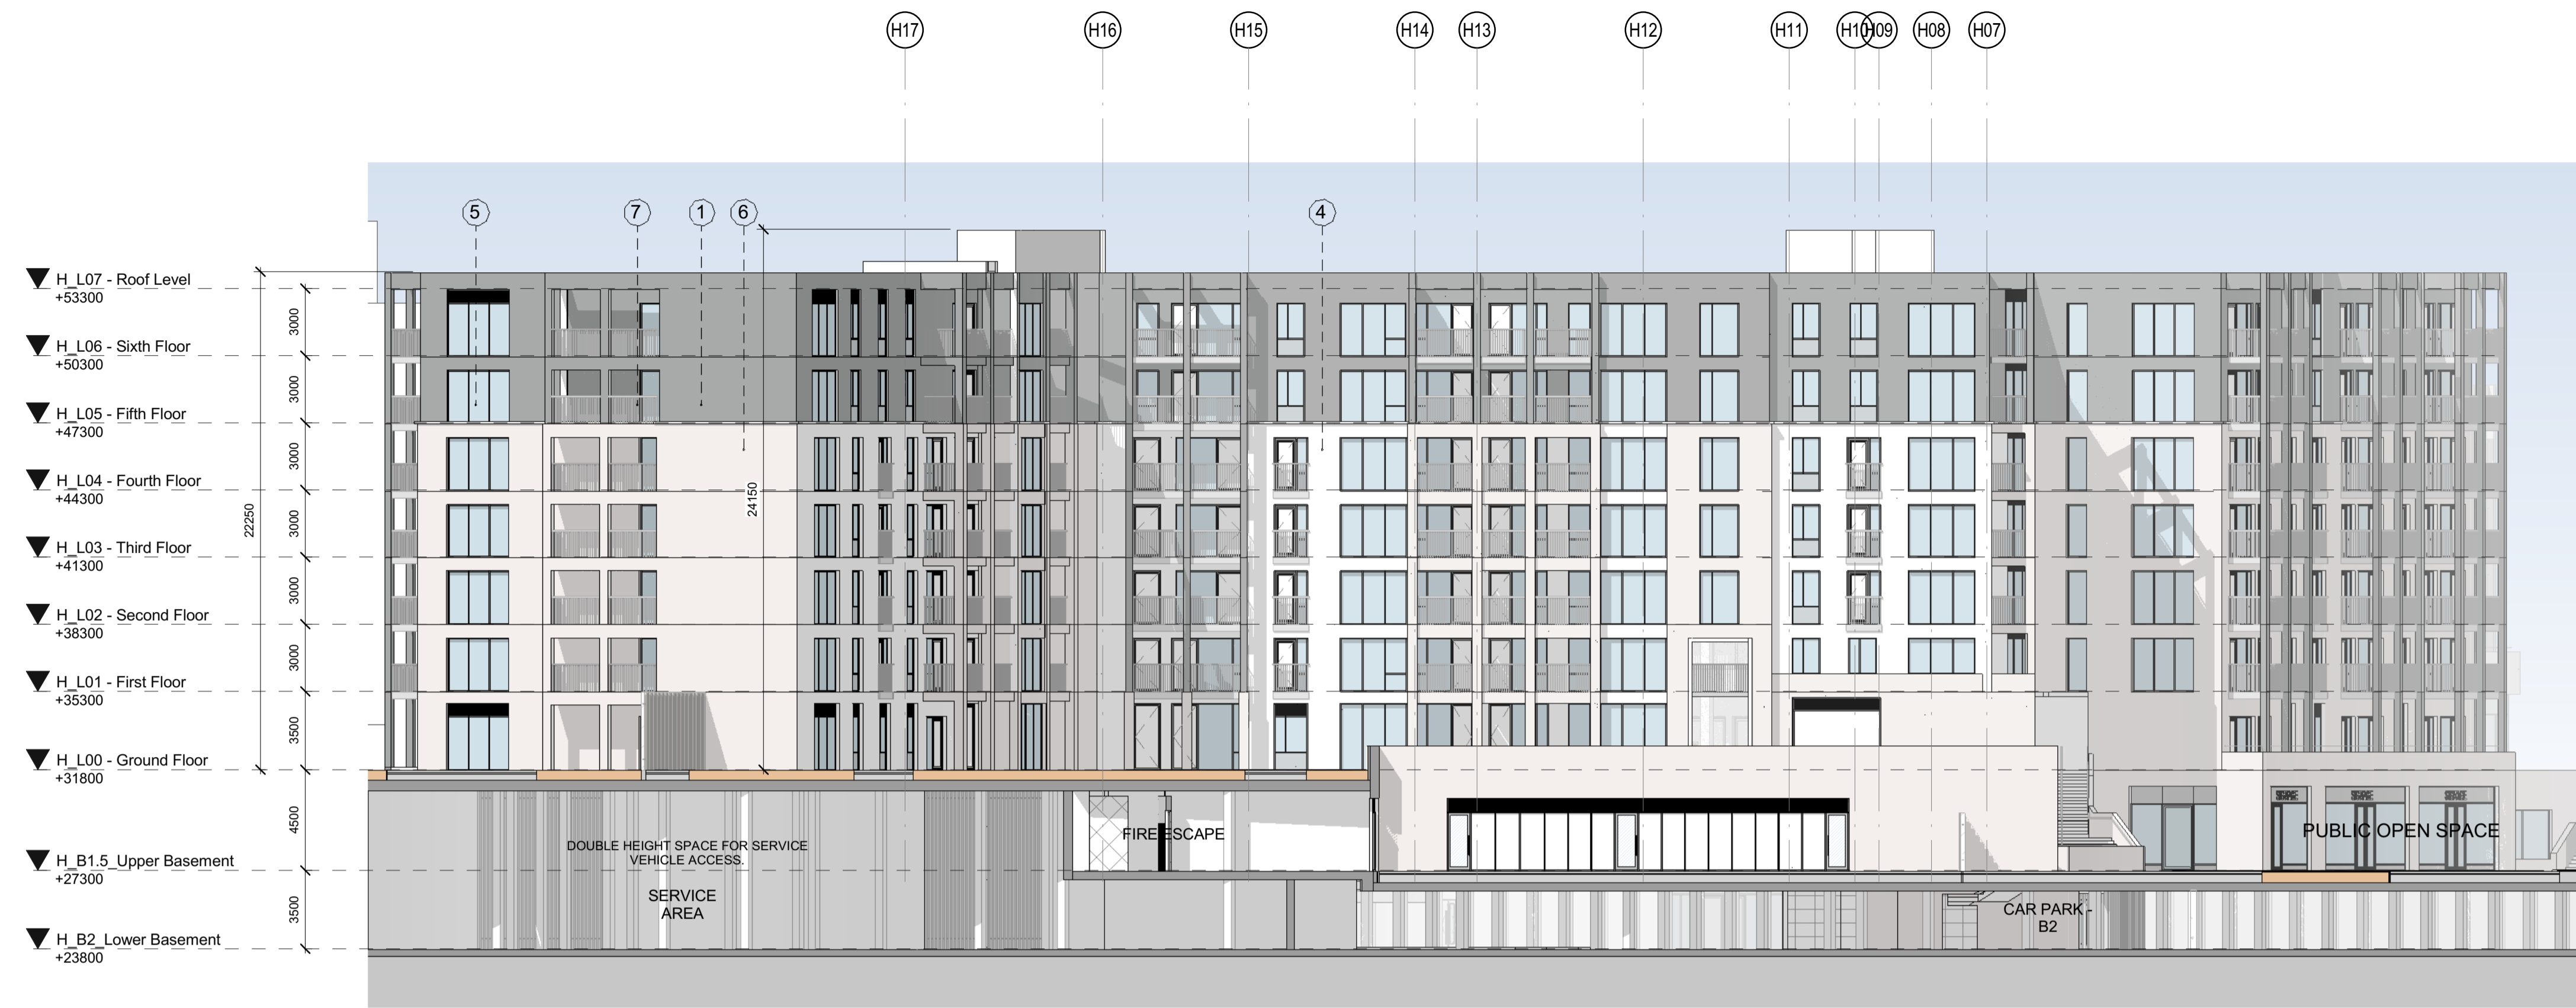 H17
H16
H15
H14
H13
H12
H11
H10
H09
H08
H07
5
7
1
6
4
H_L07 - Roof Level
+53300
3000
H_L06 - Sixth Floor
+50300
3000
H_L05 - Fifth Floor
+47300
3000
H_L04 - Fourth Floor
+44300
22250
24150
3000
H_L03 - Third Floor
+41300
3000
H_L02 - Second Floor
+38300
3000
H_L01 - First Floor
+35300
3500
H_L00 - Ground Floor
+31800
4500
DOUBLE HEIGHT SPACE FOR SERVICE
VEHICLE ACCESS.
FIRE ESCAPE
PUBLIC OPEN SPACE
H_B1.5_Upper Basement
+27300
3500
SERVICE
AREA
CAR PARK -
B2
H_B2_Lower Basement
+23800